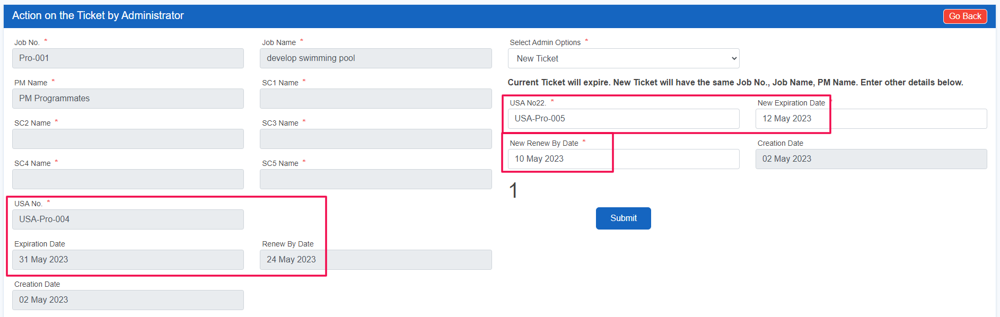 Action on the Ticket by Administrator
Go Back
Job No. *
Pro-001
Job Name *
develop swimming pool
PM Name *
PM Programmates
SC1 Name *
SC2 Name *
SC3 Name *
SC4 Name *
SC5 Name *
USA No. *
USA-Pro-004
Expiration Date
31 May 2023
Renew By Date
24 May 2023
Creation Date
02 May 2023
Select Admin Options *
New Ticket
Current Ticket will expire. New Ticket will have the same Job No., Job Name, PM Name. Enter other details below.
USA No22. *
USA-Pro-005
New Expiration Date *
12 May 2023
New Renew By Date *
10 May 2023
Creation Date
02 May 2023
1
Submit